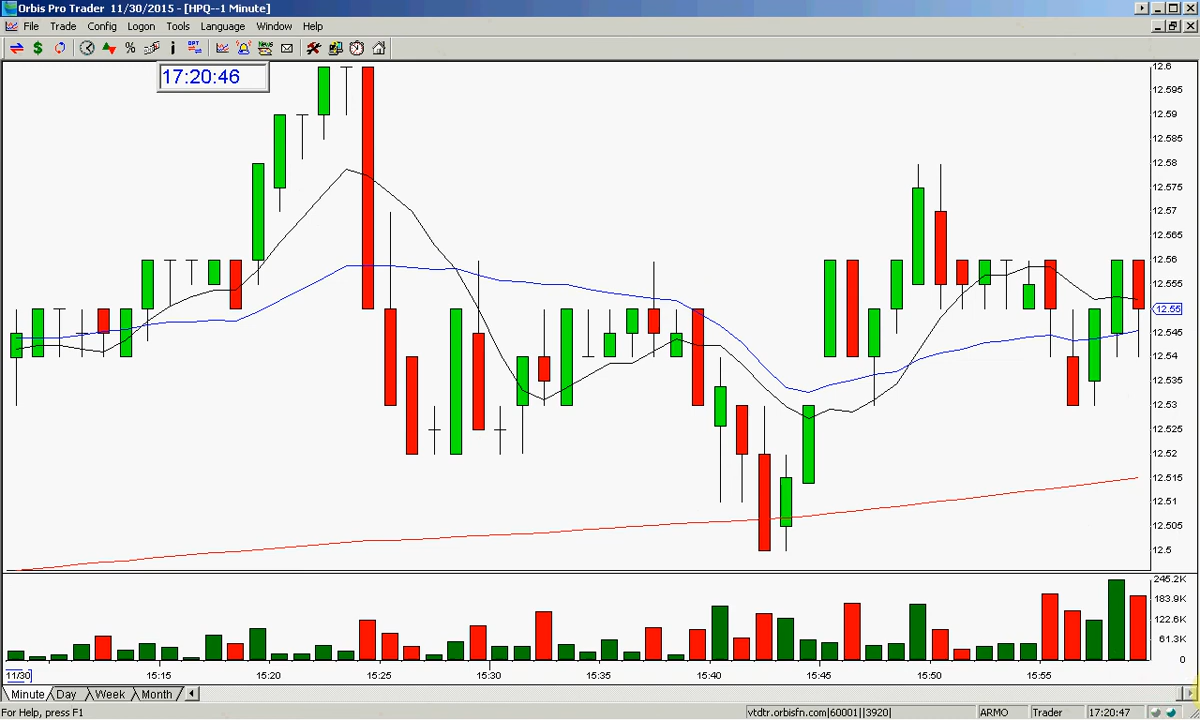 Orbis Pro Trader 11/30/2015 - [HPQ--1 Minute]
File Trade Config Logon Tools Language Window Help
17:20:46
12.6
12.595
12.59
12.585
12.58
12.575
12.57
12.565
12.56
12.555
12.55
12.545
12.54
12.535
12.53
12.525
12.52
12.515
12.51
12.505
12.5
245.2K
183.9K
122.6K
61.3K
0
11/30 15:15 15:20 15:25 15:30 15:35 15:40 15:45 15:50 15:55
Minute Day Week Month
For Help, press F1 vtdtr.orbisfn.com|60001||3920| ARMO Trader 17:20:47